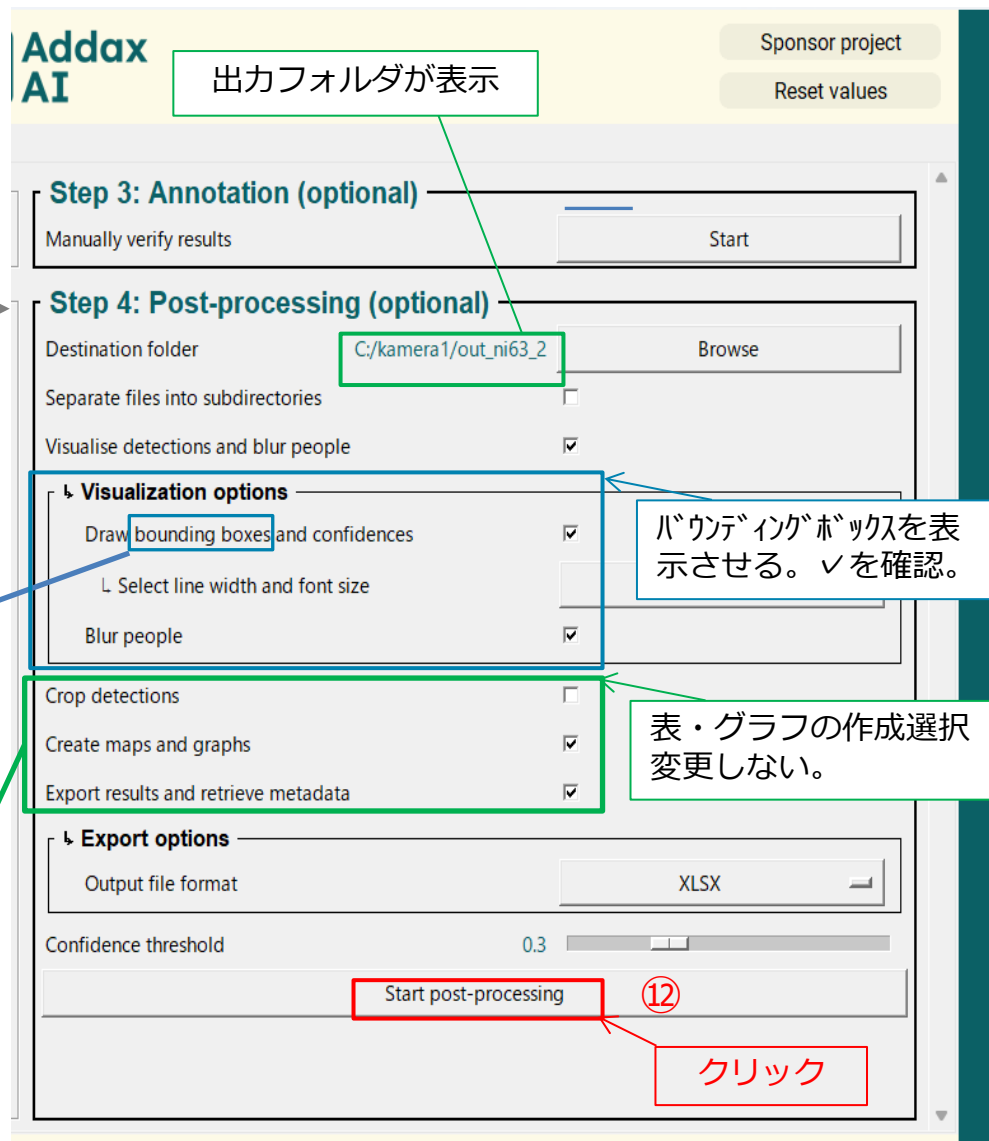 Addax
AI
出力フォルダが表示
Sponsor project
Reset values
Step 3: Annotation (optional)
Manually verify results
Start
Step 4: Post-processing (optional)
Destination folder
C:/kamera1/out_ni63_2
Browse
Separate files into subdirectories
Visualise detections and blur people
↳ Visualization options
Draw bounding boxes and confidences
ﾊﾞｳﾝﾃﾞｨﾝｸﾞﾎﾞｯｸｽを表
示させる。✓を確認。
└ Select line width and font size
Blur people
Crop detections
表・グラフの作成選択
変更しない。
Create maps and graphs
Export results and retrieve metadata
↳ Export options
Output file format
XLSX
Confidence threshold
0.3
Start post-processing
⑫
クリック